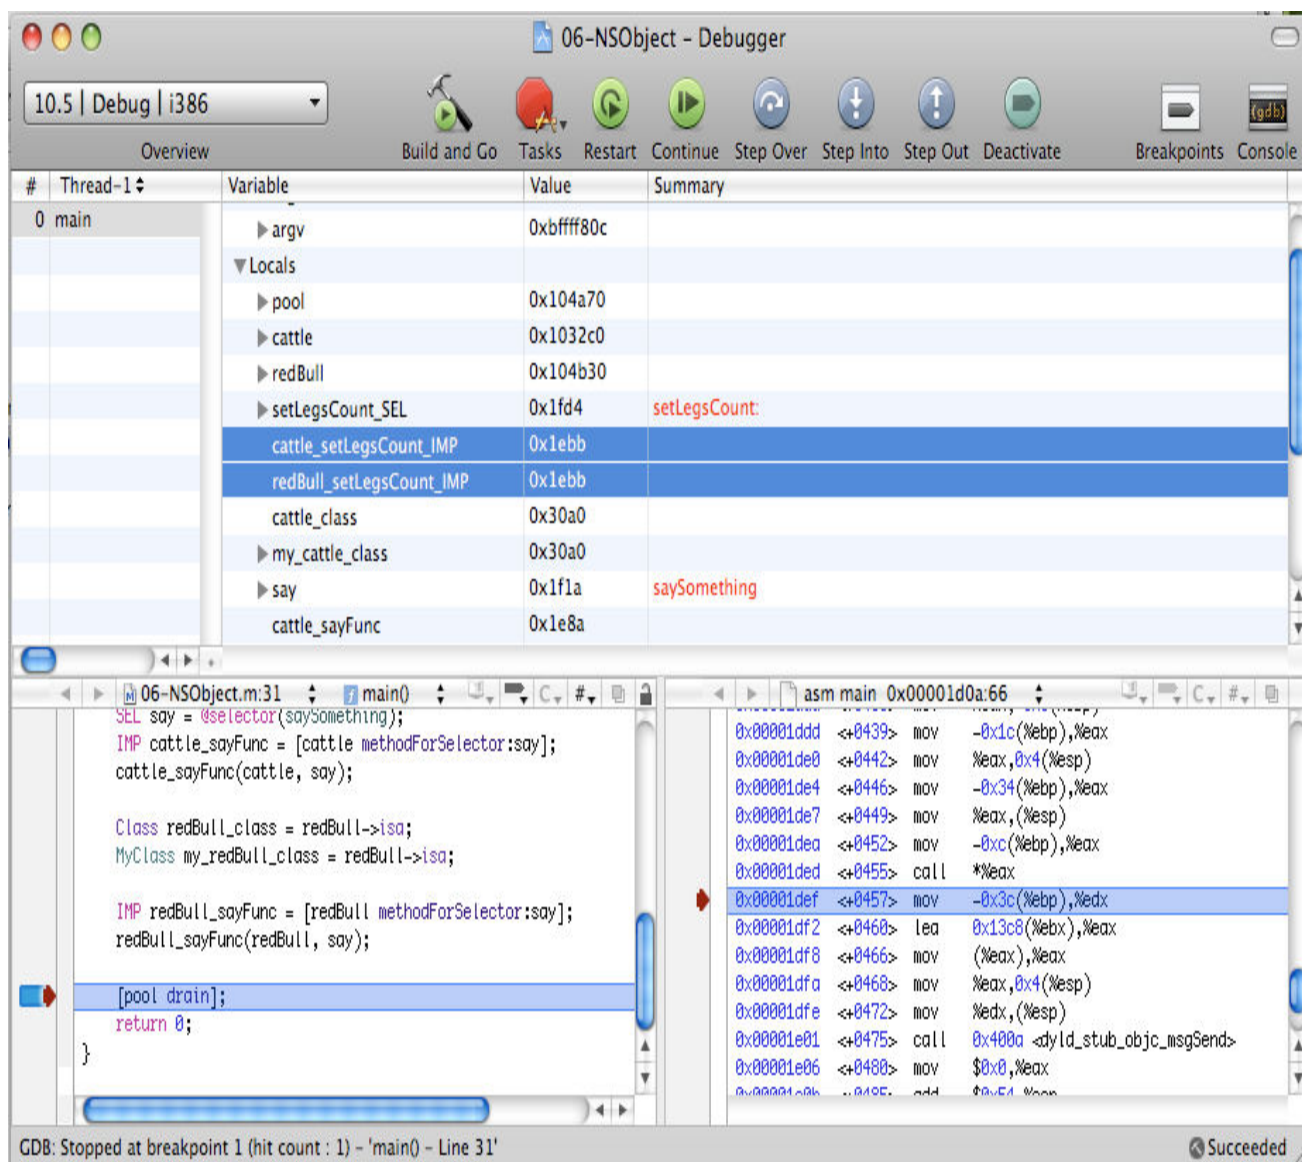 06-NSObject – Debugger
10.5 | Debug | i386
Overview
Build and Go
Tasks
Restart
Continue
Step Over
Step Into
Step Out
Deactivate
Breakpoints
Console
(gdb)
# Thread-1 Variable Value Summary
0 main
argv 0xbffff80c
Locals
pool 0x104a70
cattle 0x1032c0
redBull 0x104b30
setLegsCount_SEL 0x1fd4 setLegsCount:
cattle_setLegsCount_IMP 0x1ebb
redBull_setLegsCount_IMP 0x1ebb
cattle_class 0x30a0
my_cattle_class 0x30a0
say 0x1f1a saySomething
cattle_sayFunc 0x1e8a
06-NSObject.m:31 main() C #
SEL say = @selector(saySomething);
IMP cattle_sayFunc = [cattle methodForSelector:say];
cattle_sayFunc(cattle, say);
Class redBull_class = redBull->isa;
MyClass my_redBull_class = redBull->isa;
IMP redBull_sayFunc = [redBull methodForSelector:say];
redBull_sayFunc(redBull, say);
[pool drain];
return 0;
}
asm main 0x00001d0a:66 C #
0x00001ddd <+0439> mov -0x1c(%ebp),%eax
0x00001de0 <+0442> mov %eax,0x4(%esp)
0x00001de4 <+0446> mov -0x34(%ebp),%eax
0x00001de7 <+0449> mov %eax,(%esp)
0x00001dea <+0452> mov -0xc(%ebp),%eax
0x00001ded <+0455> call *%eax
0x00001def <+0457> mov -0x3c(%ebp),%edx
0x00001df2 <+0460> lea 0x13c8(%ebx),%eax
0x00001df8 <+0466> mov (%eax),%eax
0x00001dfa <+0468> mov %eax,0x4(%esp)
0x00001dfe <+0472> mov %edx,(%esp)
0x00001e01 <+0475> call 0x400a <dyld_stub_objc_msgSend>
0x00001e06 <+0480> mov $0x0,%eax
GDB: Stopped at breakpoint 1 (hit count : 1) – 'main() – Line 31'
Succeeded